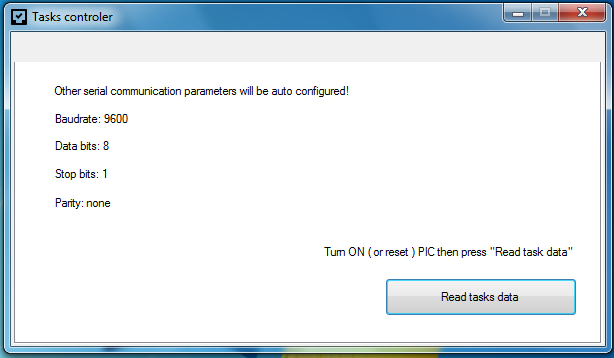 Tasks controler
Other serial communication parameters will be auto configured!
Baudrate: 9600
Data bits: 8
Stop bits: 1
Parity: none
Turn ON ( or reset ) PIC then press "Read task data"
Read tasks data